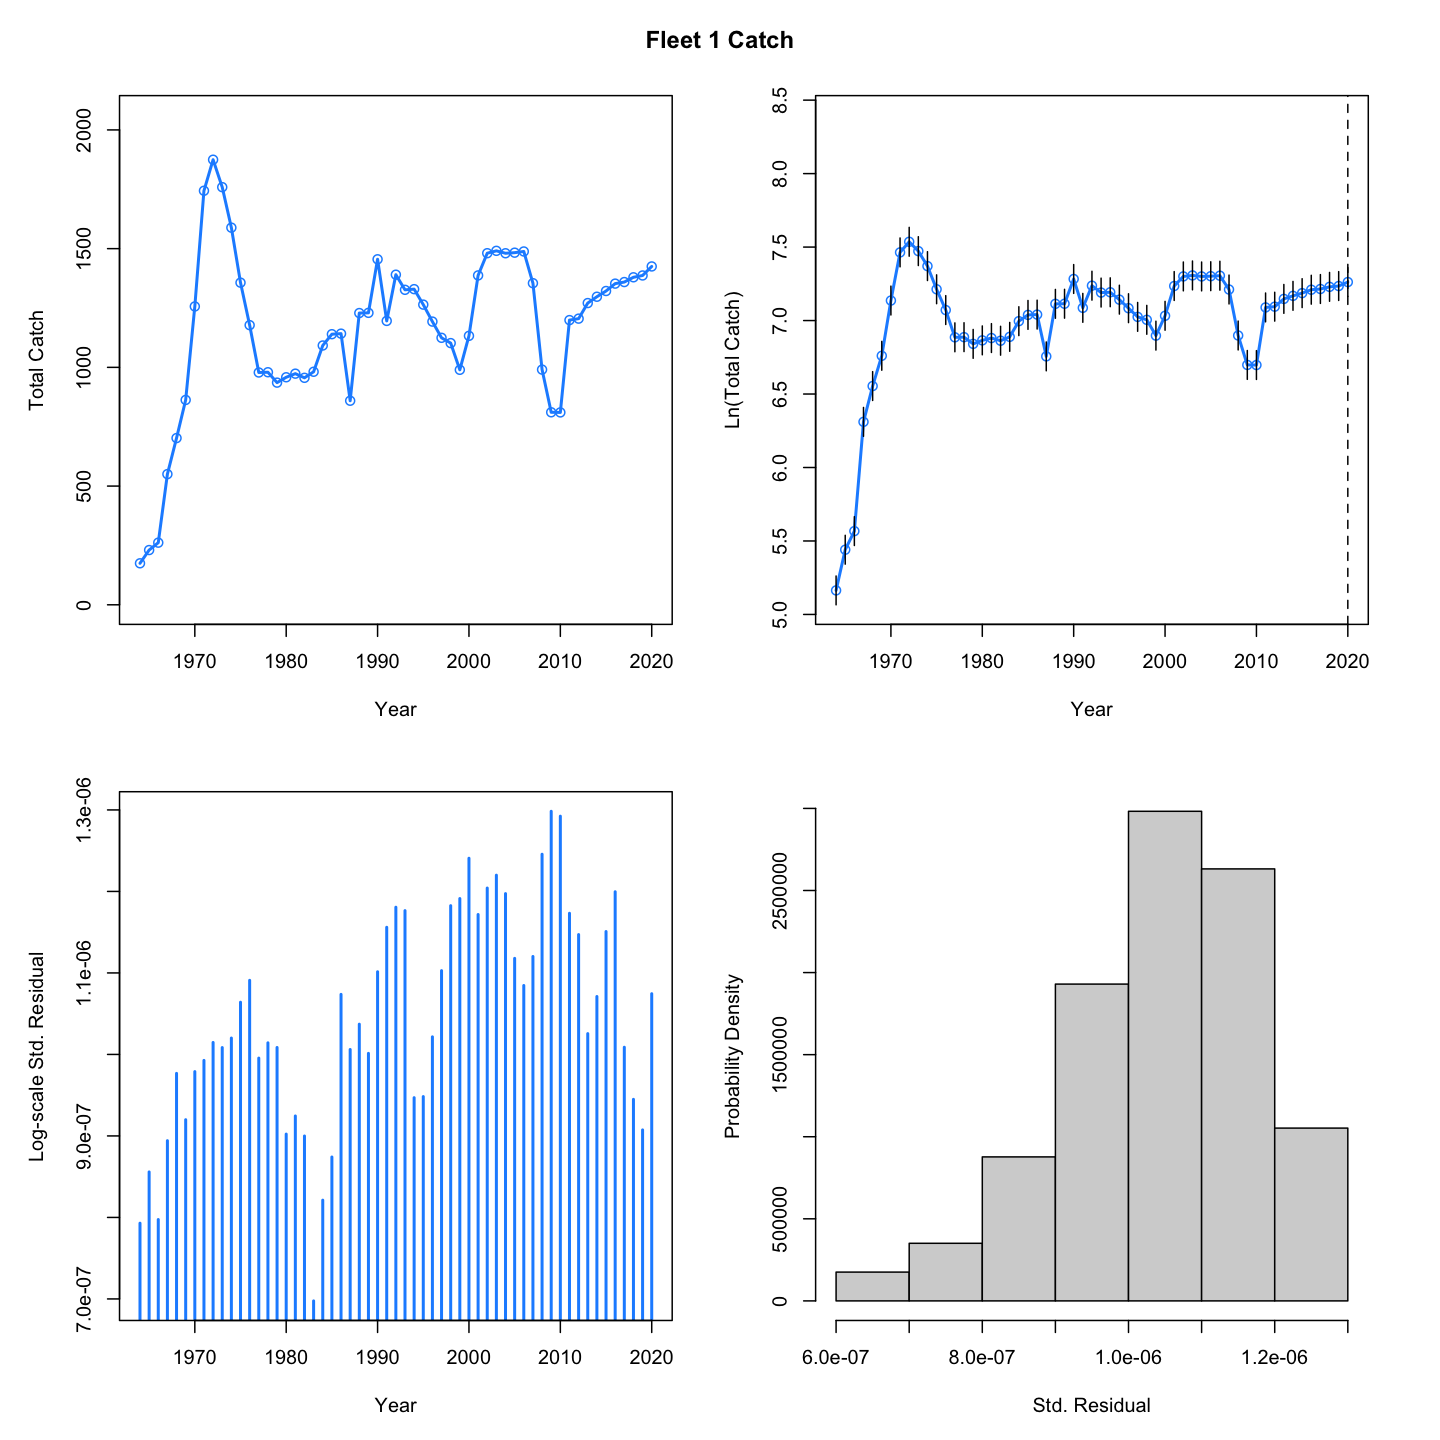 Fleet 1 Catch
Total Catch
0
500
1000
1500
2000
1970 1980 1990 2000 2010 2020
Year
Ln(Total Catch)
5.0
5.5
6.0
6.5
7.0
7.5
8.0
8.5
1970 1980 1990 2000 2010 2020
Year
Log-scale Std. Residual
7.0e-07
9.0e-07
1.1e-06
1.3e-06
1970 1980 1990 2000 2010 2020
Year
Probability Density
0
500000
1500000
2500000
6.0e-07 8.0e-07 1.0e-06 1.2e-06
Std. Residual